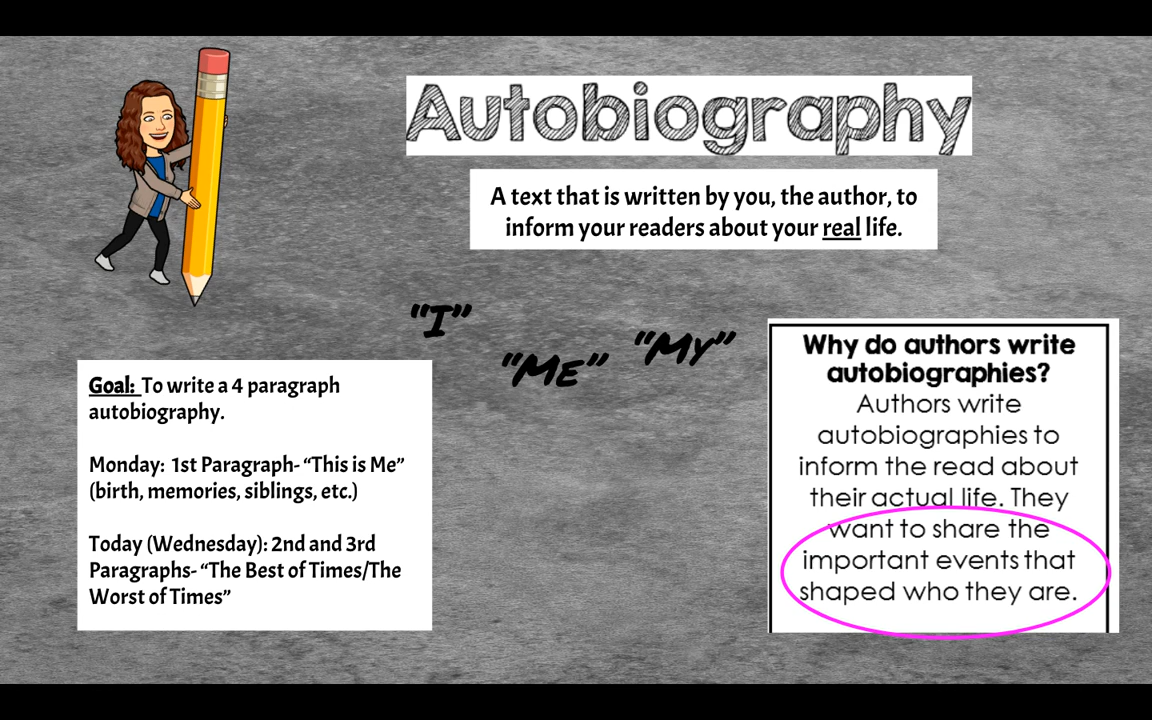 Autobiography
A text that is written by you, the author, to
inform your readers about your real life.
"I"
"ME"
"MY"
Goal: To write a 4 paragraph
autobiography.
Monday: 1st Paragraph- “This is Me”
(birth, memories, siblings, etc.)
Today (Wednesday): 2nd and 3rd
Paragraphs- “The Best of Times/The
Worst of Times”
Why do authors write
autobiographies?
Authors write
autobiographies to
inform the read about
their actual life. They
want to share the
important events that
shaped who they are.